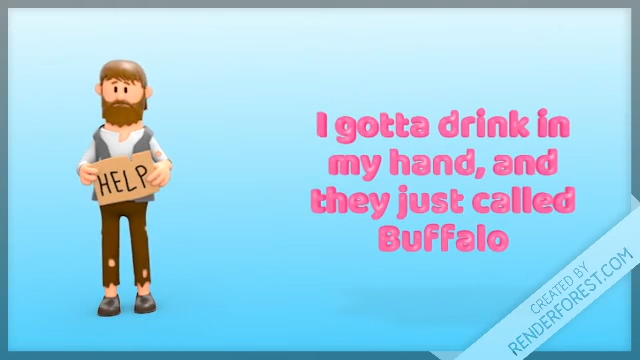 HELP
I gotta drink in
my hand, and
they just called
Buffalo
CREATED BY
RENDERFOREST.COM